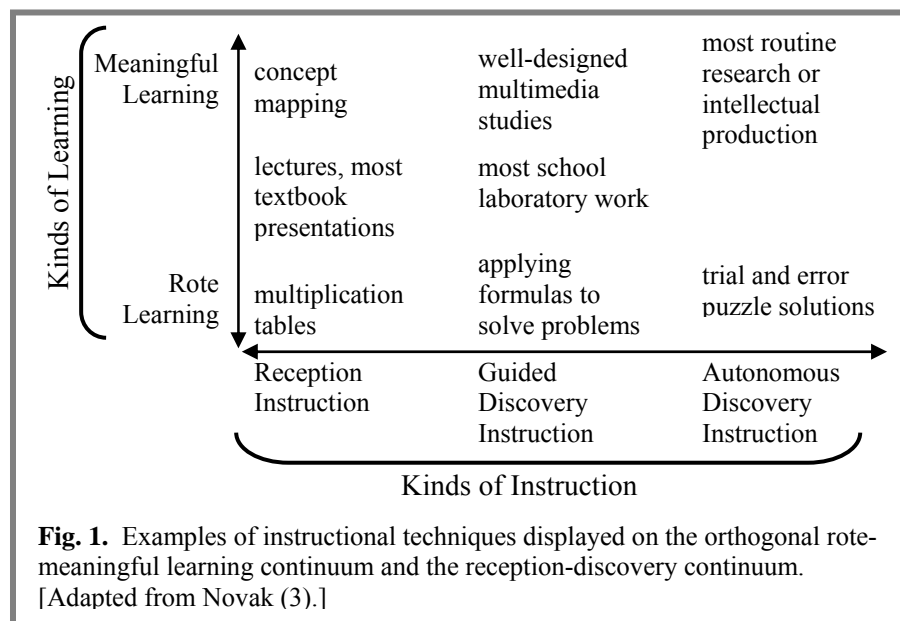 Kinds of Learning
Meaningful
Learning
concept
mapping
well-designed
multimedia
studies
most routine
research or
intellectual
production
lectures, most
textbook
presentations
most school
laboratory work
Rote
Learning
multiplication
tables
applying
formulas to
solve problems
trial and error
puzzle solutions
Reception
Instruction
Guided
Discovery
Instruction
Autonomous
Discovery
Instruction
Kinds of Instruction
Fig. 1. Examples of instructional techniques displayed on the orthogonal rote-
meaningful learning continuum and the reception-discovery continuum.
[Adapted from Novak (3).]